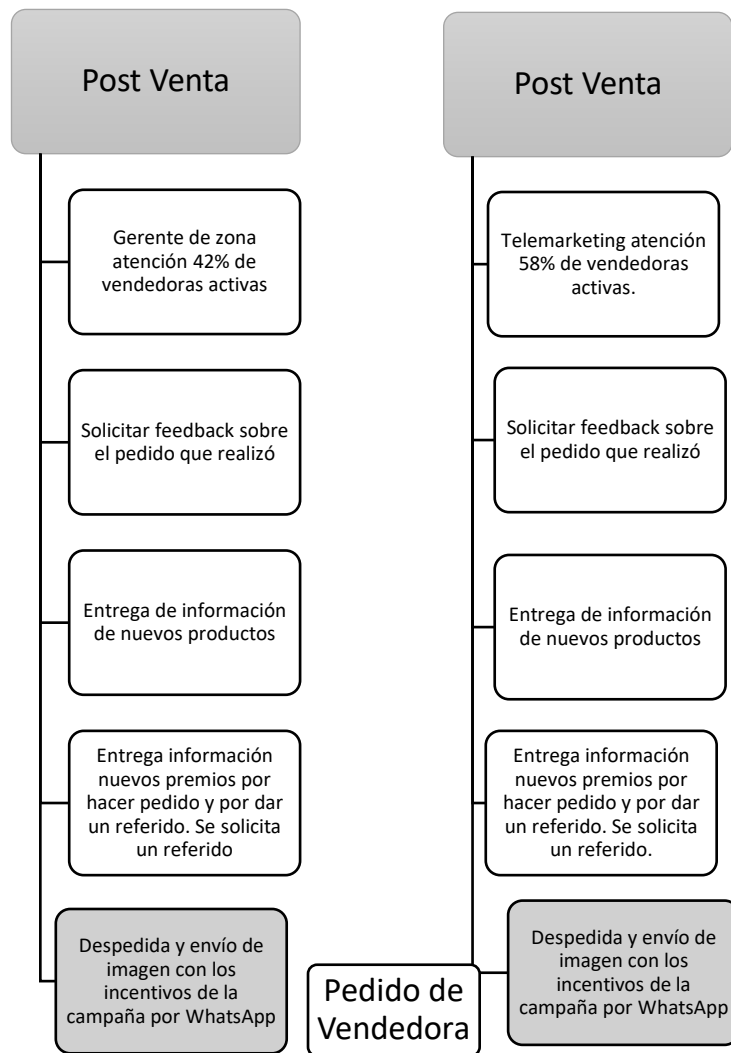 Post Venta
Gerente de zona
atención 42% de
vendedoras activas
Solicitar feedback sobre
el pedido que realizó
Entrega de información
de nuevos productos
Entrega información
nuevos premios por
hacer pedido y por dar
un referido. Se solicita
un referido
Despedida y envío de
imagen con los
incentivos de la
campaña por WhatsApp
Post Venta
Telemarketing atención
58% de vendedoras
activas.
Solicitar feedback sobre
el pedido que realizó
Entrega de información
de nuevos productos
Entrega información
nuevos premios por
hacer pedido y por dar
un referido. Se solicita
un referido.
Despedida y envío de
imagen con los
incentivos de la
campaña por WhatsApp
Pedido de
Vendedora